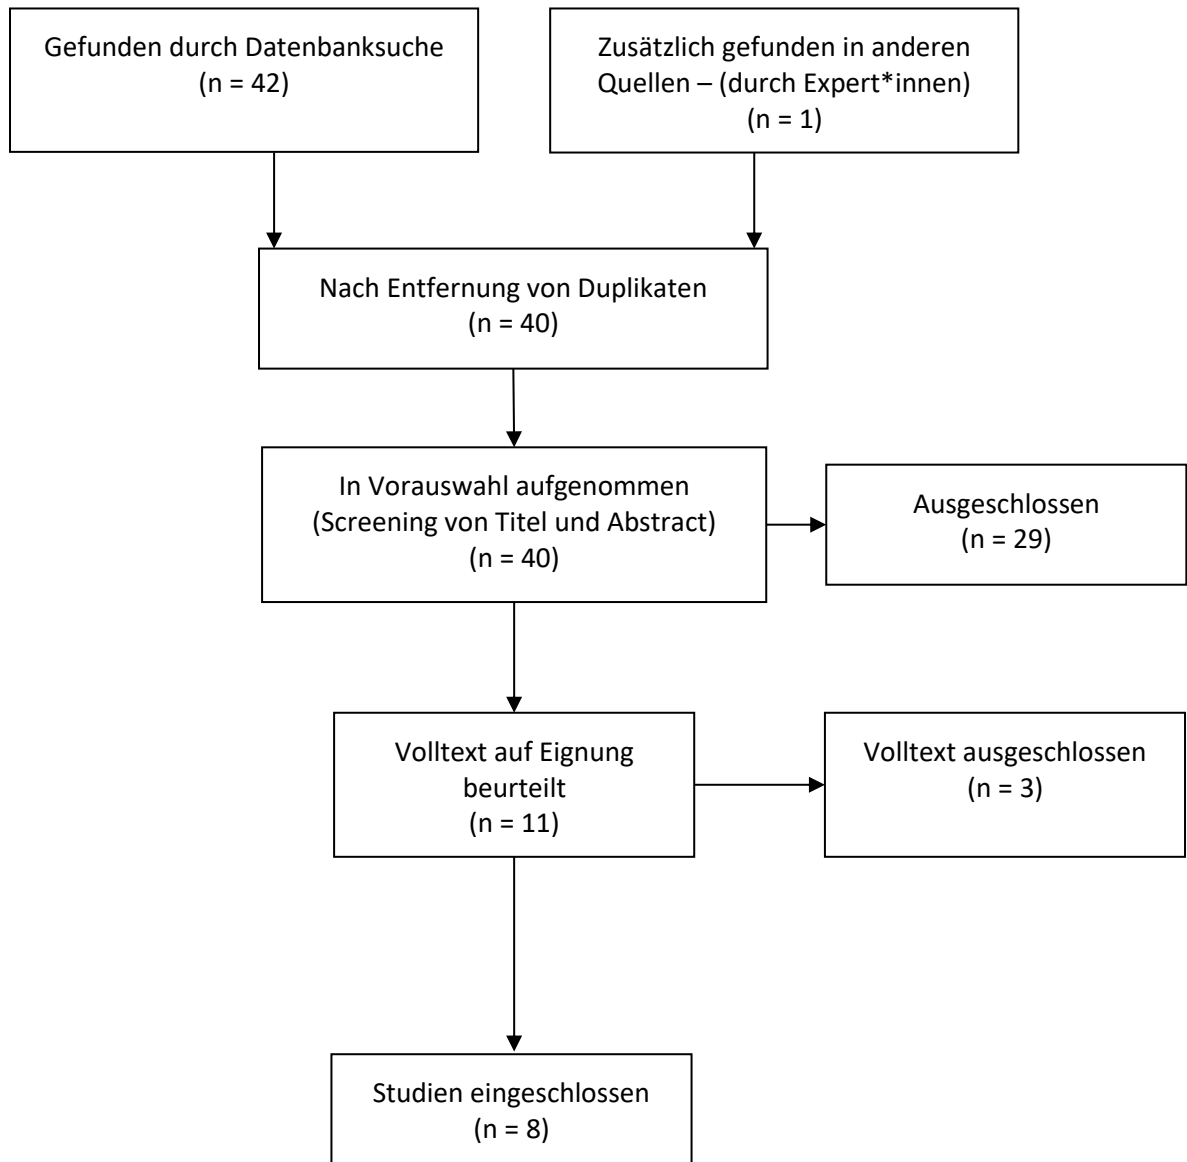 Gefunden durch Datenbanksuche
(n = 42)
Zusätzlich gefunden in anderen
Quellen – (durch Expert*innen)
(n = 1)
Nach Entfernung von Duplikaten
(n = 40)
In Vorauswahl aufgenommen
(Screening von Titel und Abstract)
(n = 40)
Ausgeschlossen
(n = 29)
Volltext auf Eignung
beurteilt
(n = 11)
Volltext ausgeschlossen
(n = 3)
Studien eingeschlossen
(n = 8)